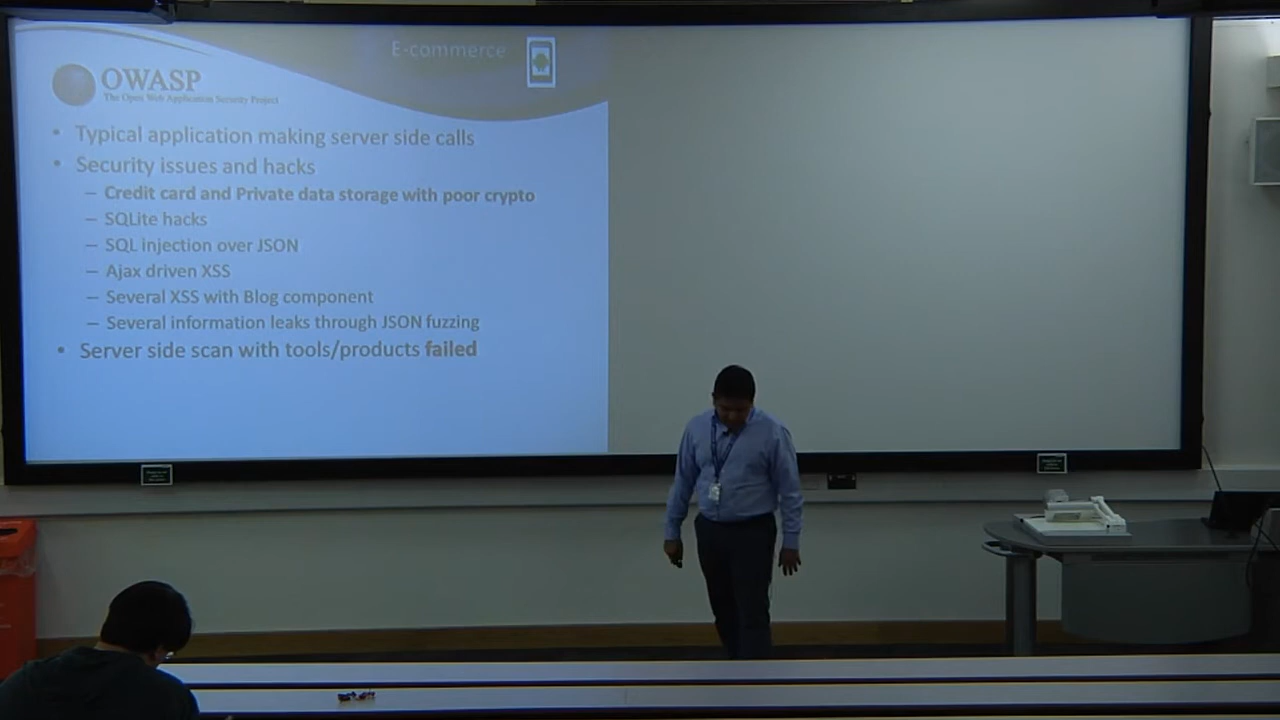 E-commerce
OWASP
The Open Web Application Security Project
• Typical application making server side calls
• Security issues and hacks
– Credit card and Private data storage with poor crypto
– SQLite hacks
– SQL injection over JSON
– Ajax driven XSS
– Several XSS with Blog component
– Several information leaks through JSON fuzzing
• Server side scan with tools/products failed